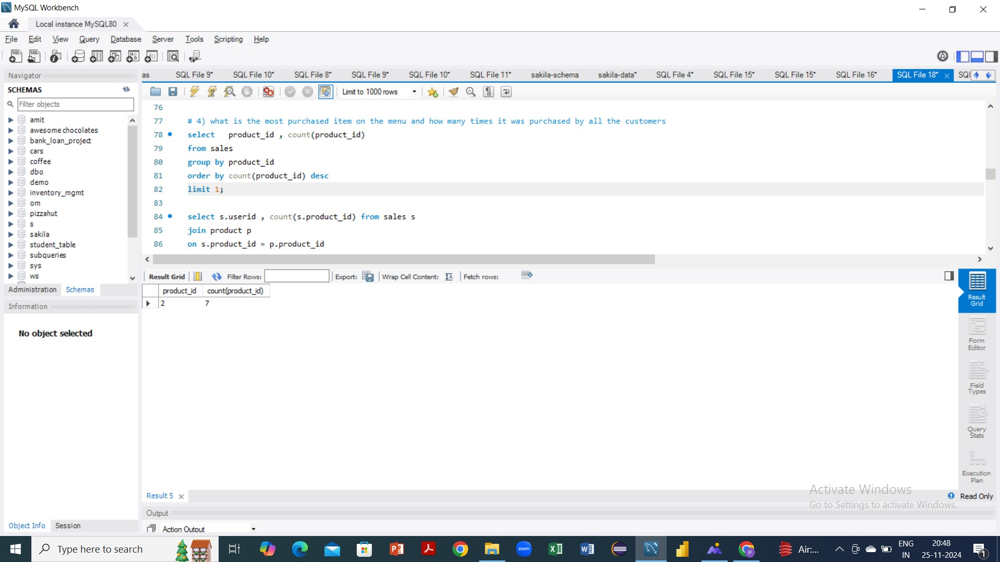 MySQL Workbench
Local instance MySQL80
File Edit View Query Database Server Tools Scripting Help
Navigator
as SQL File 9* SQL File 10* SQL File 8* SQL File 9* SQL File 10* SQL File 11* sakila-schema sakila-data* SQL File 4* SQL File 15* SQL File 15* SQL File 16* SQL File 18* SQL
SCHEMAS
Limit to 1000 rows
Filter objects
amit
awesome chocolates
bank_loan_project
cars
coffee
dbo
demo
inventory_mgmt
om
pizzahut
s
sakila
student_table
subqueries
sys
ws
Administration Schemas
Information
No object selected
Object Info Session
76
77 # 4) what is the most purchased item on the menu and how many times it was purchased by all the customers
78 select product_id , count(product_id)
79 from sales
80 group by product_id
81 order by count(product_id) desc
82 limit 1;
83
84 select s.userid , count(s.product_id) from sales s
85 join product p
86 on s.product_id = p.product_id
Result Grid Filter Rows: Export: Wrap Cell Content: IA Fetch rows:
product_id count(product_id)
2 7
Result Grid
Form Editor
Field Types
Query Stats
Execution Plan
Activate Windows
Go to Settings to activate Windows.
Result 5
Read Only
Output
Action Output
Type here to search
zoom
Air:...
ENG
IN
20:48
25-11-2024
1